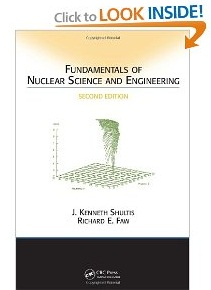 Click to LOOK INSIDE!
FUNDAMENTALS OF
NUCLEAR SCIENCE AND ENGINEERING
SECOND EDITION
J. KENNETH SHULTIS
RICHARD E. FAW
CRC Press